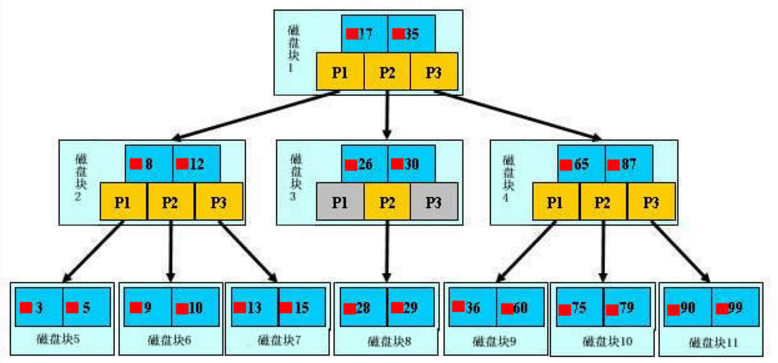 磁盘块1
17 35
P1 P2 P3
磁盘块2
8 12
P1 P2 P3
磁盘块3
26 30
P1 P2 P3
磁盘块4
65 87
P1 P2 P3
3 5
磁盘块5
9 10
磁盘块6
13 15
磁盘块7
28 29
磁盘块8
36 60
磁盘块9
75 79
磁盘块10
90 99
磁盘块11